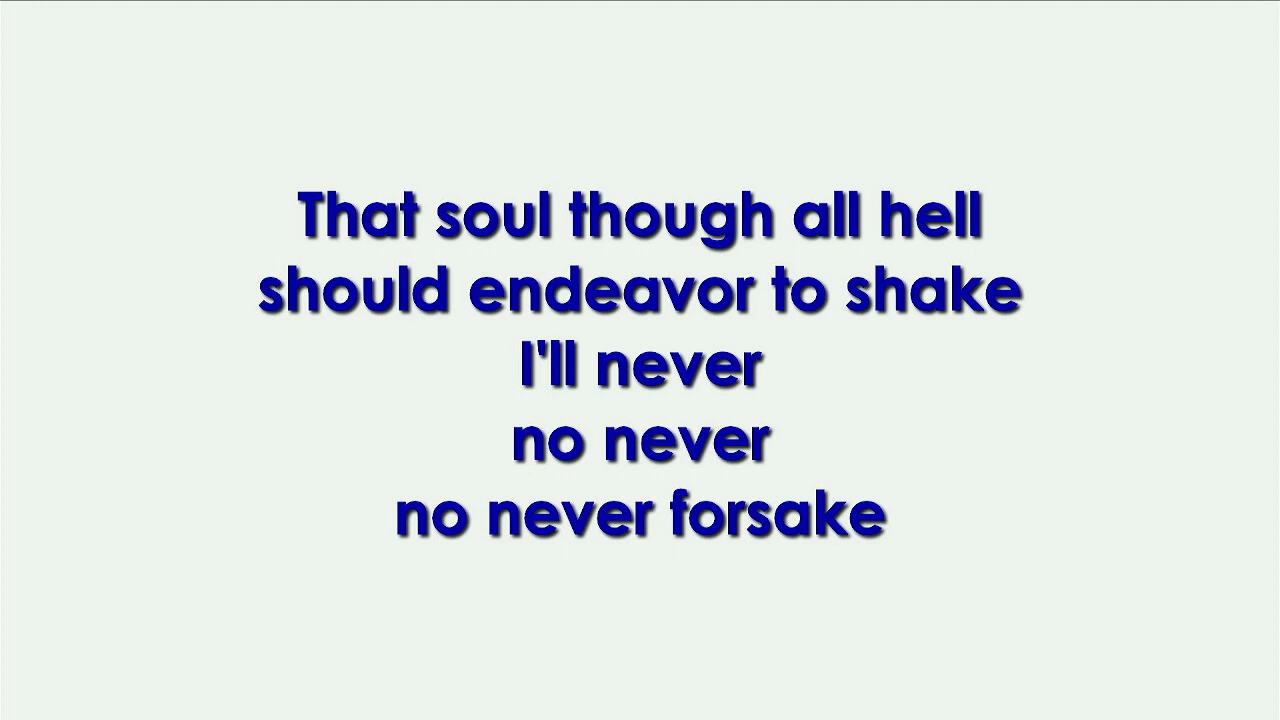 That soul though all hell
should endeavor to shake
I'll never
no never
no never forsake